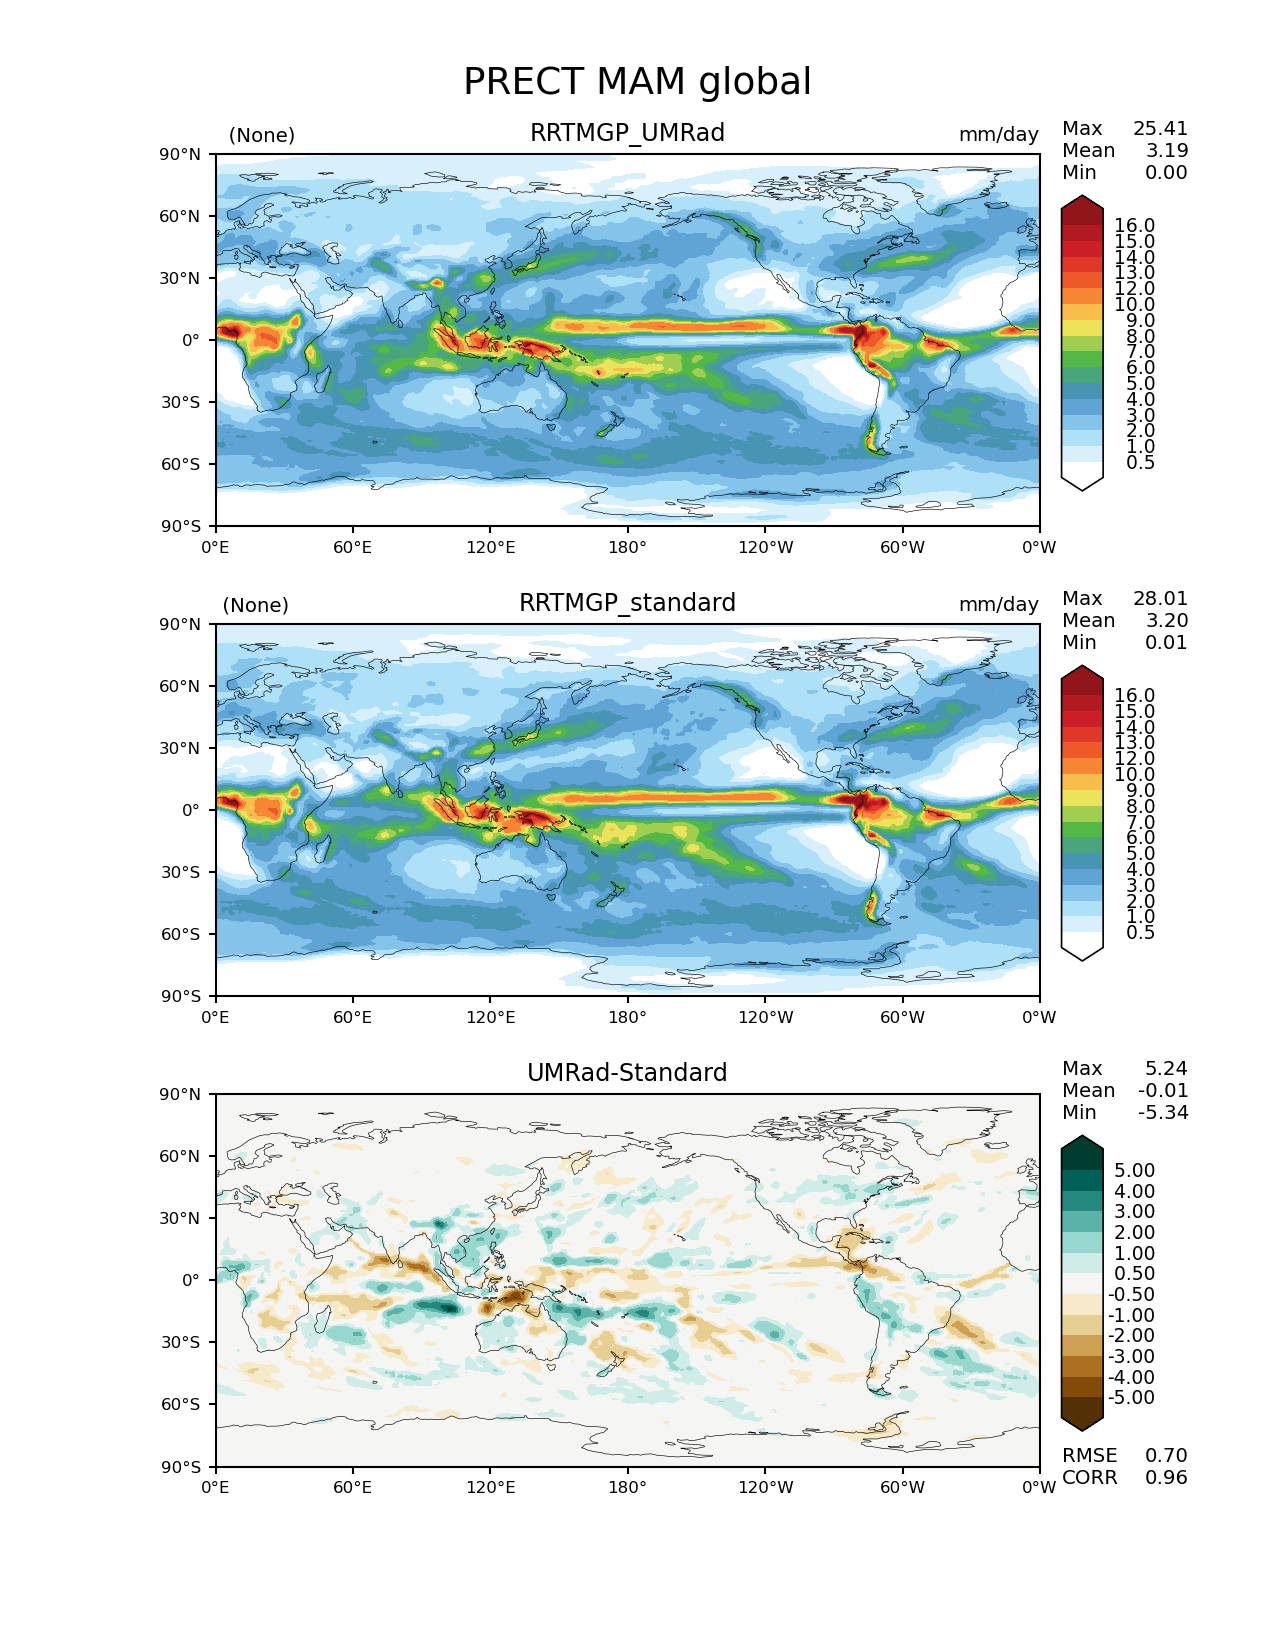 PRECT MAM global
(None) RRTMGP_UMRad mm/day
Max 25.41
Mean 3.19
Min 0.00
90°N
60°N
30°N
0°
30°S
60°S
90°S
0°E 60°E 120°E 180° 120°W 60°W 0°W
16.0
15.0
14.0
13.0
12.0
10.0
9.0
8.0
7.0
6.0
5.0
4.0
3.0
2.0
1.0
0.5
(None) RRTMGP_standard mm/day
Max 28.01
Mean 3.20
Min 0.01
90°N
60°N
30°N
0°
30°S
60°S
90°S
0°E 60°E 120°E 180° 120°W 60°W 0°W
16.0
15.0
14.0
13.0
12.0
10.0
9.0
8.0
7.0
6.0
5.0
4.0
3.0
2.0
1.0
0.5
UMRad-Standard
Max 5.24
Mean -0.01
Min -5.34
90°N
60°N
30°N
0°
30°S
60°S
90°S
0°E 60°E 120°E 180° 120°W 60°W 0°W
5.00
4.00
3.00
2.00
1.00
0.50
-0.50
-1.00
-2.00
-3.00
-4.00
-5.00
RMSE 0.70
CORR 0.96